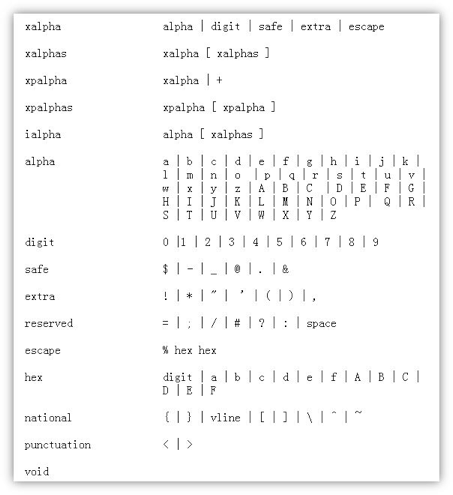 xalpha alpha | digit | safe | extra | escape
xalphas xalpha [ xalphas ]
xpalpha xalpha | +
xpalphas xpalpha [ xpalpha ]
ialpha alpha [ xalphas ]
alpha a | b | c | d | e | f | g | h | i | j | k |
l | m | n | o | p | q | r | s | t | u | v |
w | x | y | z | A | B | C | D | E | F | G |
H | I | J | K | L | M | N | O | P | Q | R |
S | T | U | V | W | X | Y | Z
digit 0 | 1 | 2 | 3 | 4 | 5 | 6 | 7 | 8 | 9
safe $ | - | _ | @ | . | &
extra ! | * | " | ' | ( | ) | ,
reserved = | ; | / | # | ? | : | space
escape % hex hex
hex digit | a | b | c | d | e | f | A | B | C |
D | E | F
national { | } | vline | [ | ] | \ | ^ | ~
punctuation < | >
void